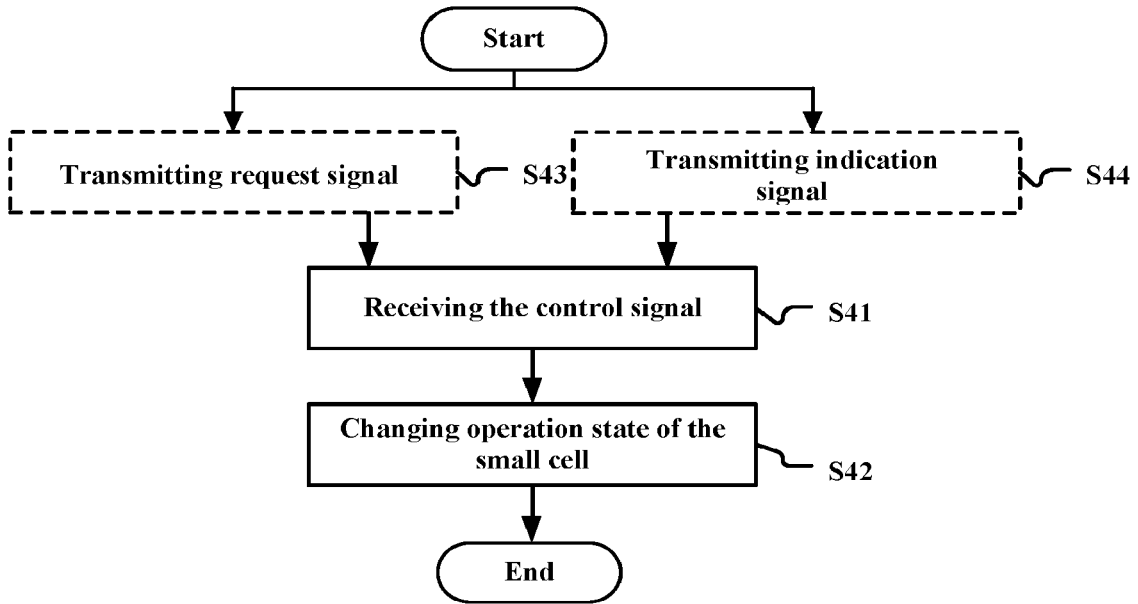 Start
Transmitting request signal
S43
Transmitting indication
signal
S44
Receiving the control signal
S41
Changing operation state of the
small cell
S42
End